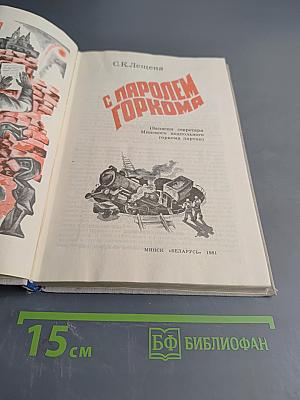 С.К.Лещеня
С ПАРОЛЕМ
ГОРКОМА
(Записки секретаря
Минского подпольного
горкома партии)
МИНСК «БЕЛАРУСЬ» 1981
15 см
БФ БИБЛИОФАН